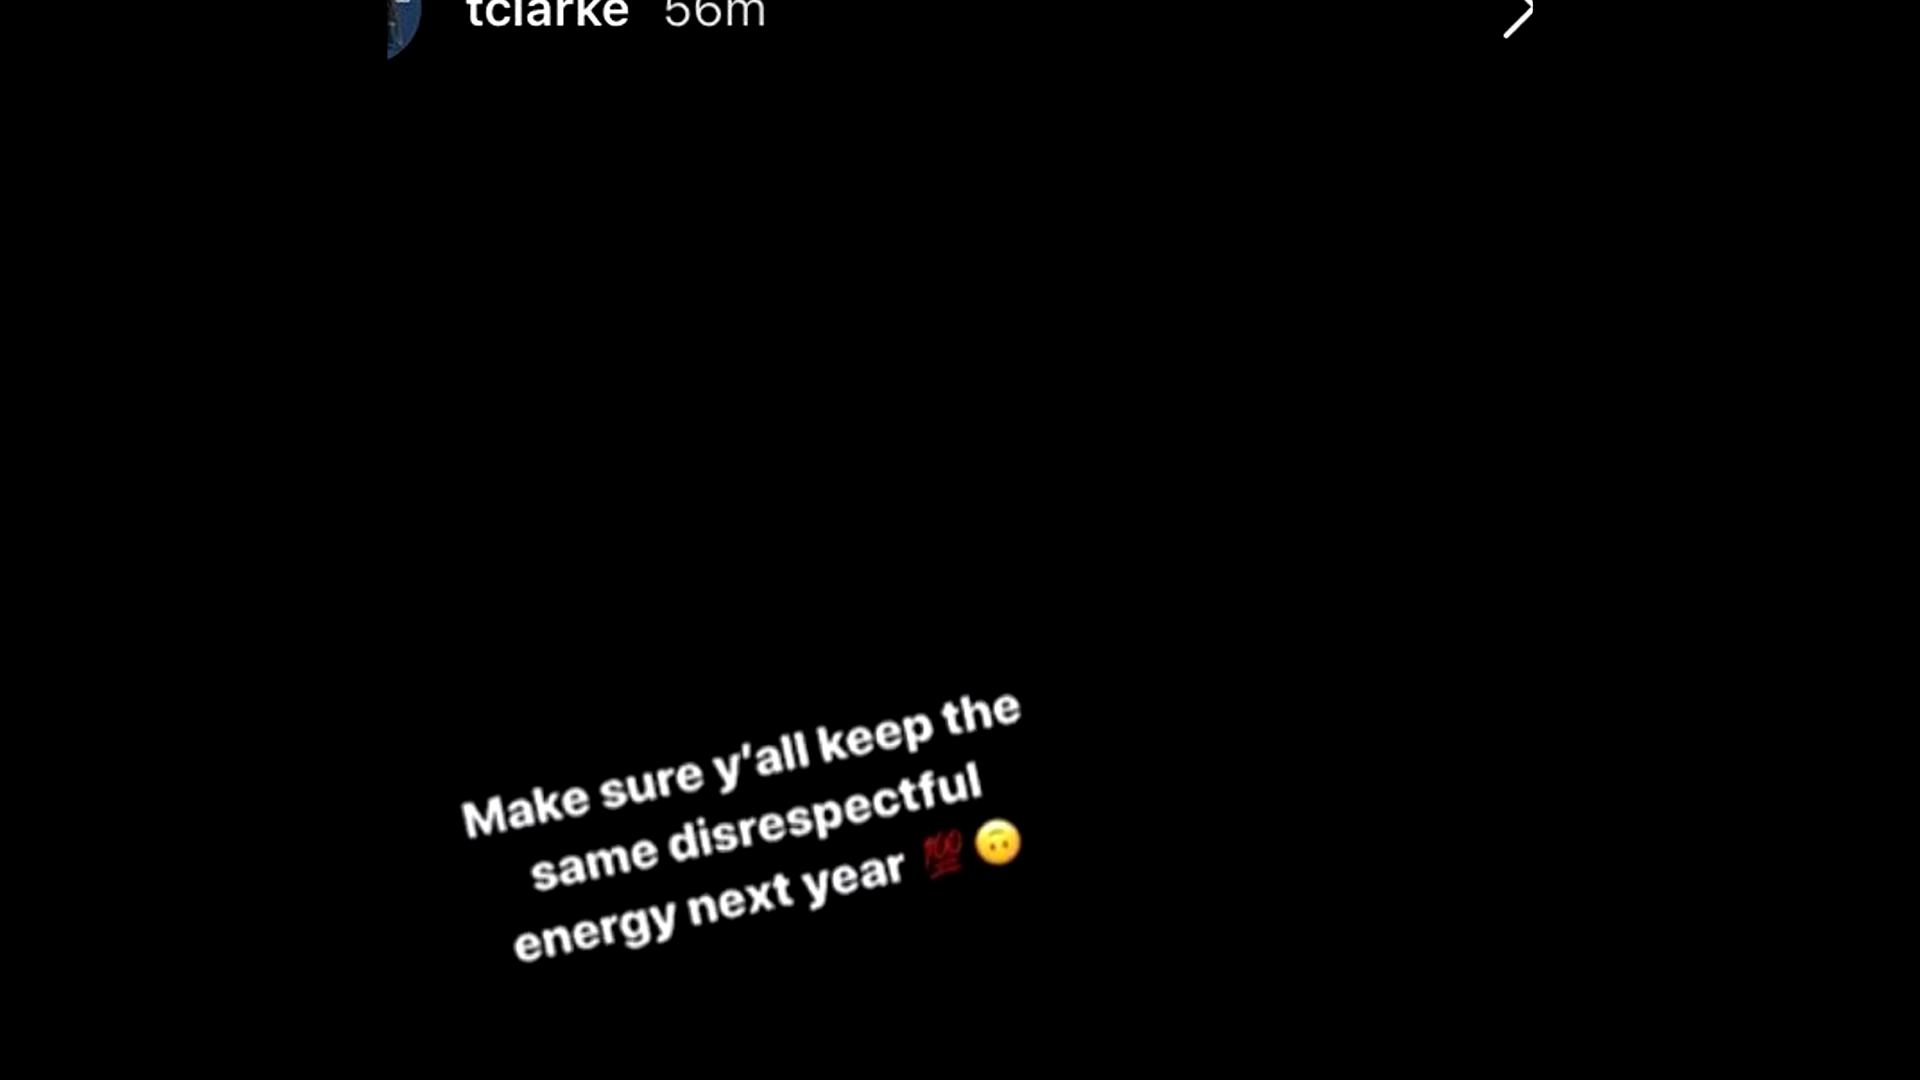 tclarke 56m
Make sure y'all keep the
same disrespectful
energy next year 💯🙃